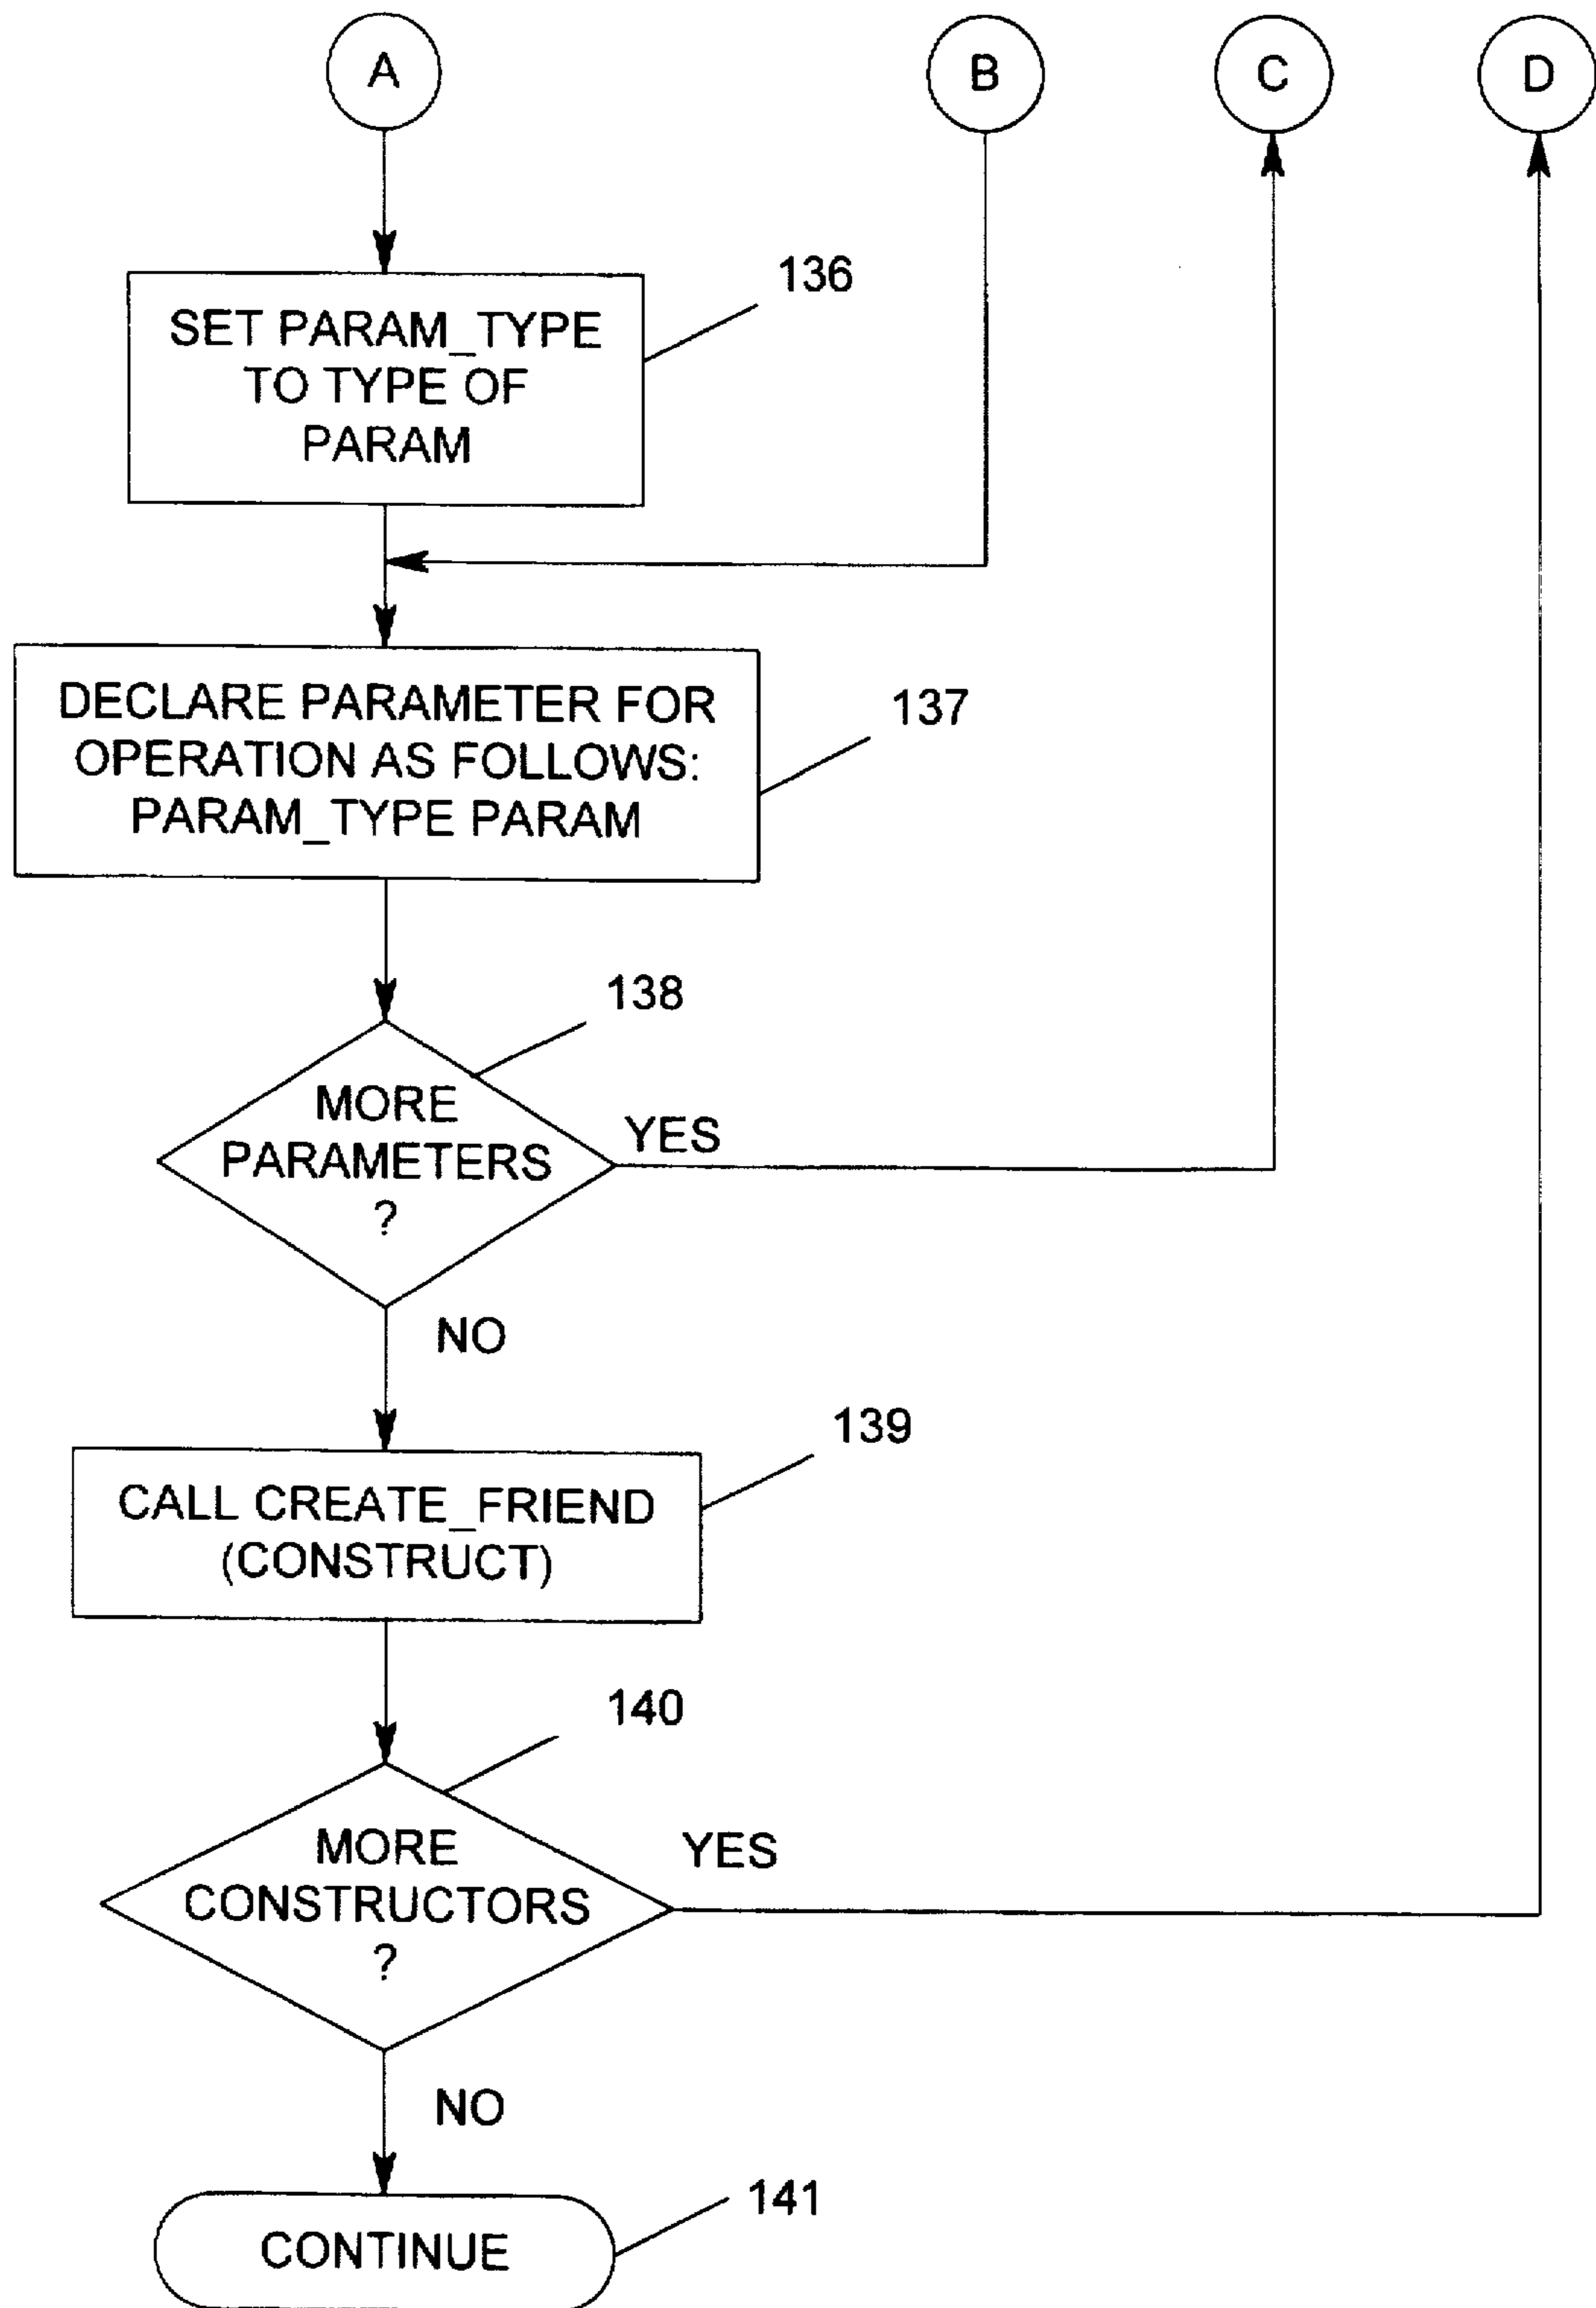 A
B
C
D
136
SET PARAM_TYPE
TO TYPE OF
PARAM
137
DECLARE PARAMETER FOR
OPERATION AS FOLLOWS:
PARAM_TYPE PARAM
138
MORE
PARAMETERS
?
YES
NO
139
CALL CREATE_FRIEND
(CONSTRUCT)
140
MORE
CONSTRUCTORS
?
YES
NO
141
CONTINUE